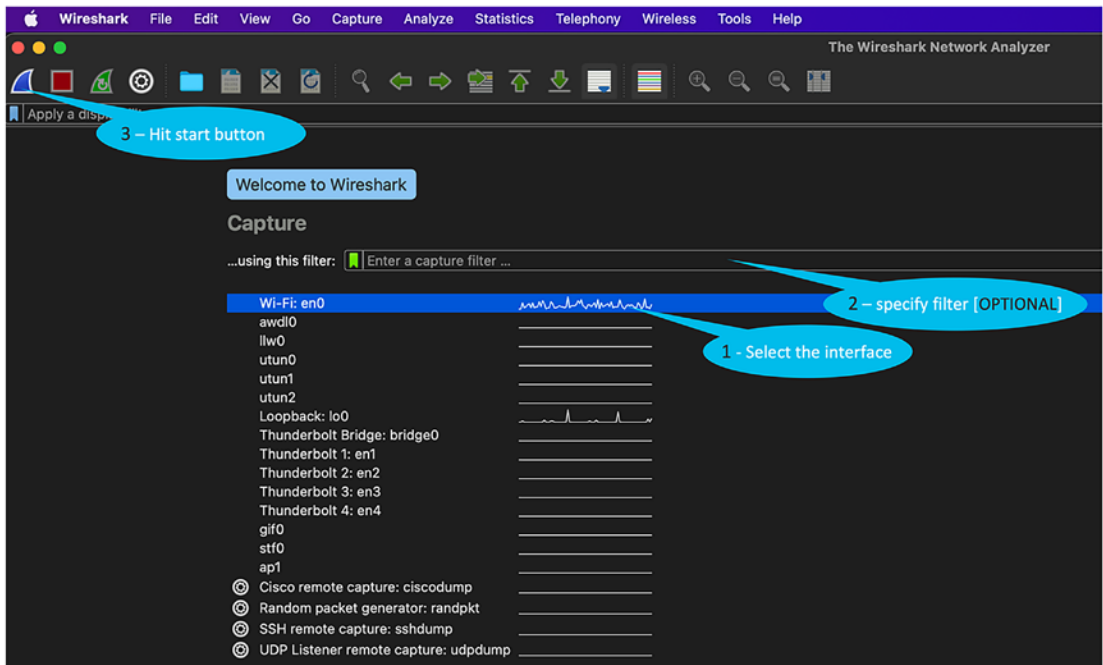 Wireshark File Edit View Go Capture Analyze Statistics Telephony Wireless Tools Help
The Wireshark Network Analyzer
Apply a disp
3 – Hit start button
Welcome to Wireshark
Capture
...using this filter: Enter a capture filter ...
2 – specify filter [OPTIONAL]
Wi-Fi: en0
1 - Select the interface
awdl0
llw0
utun0
utun1
utun2
Loopback: lo0
Thunderbolt Bridge: bridge0
Thunderbolt 1: en1
Thunderbolt 2: en2
Thunderbolt 3: en3
Thunderbolt 4: en4
gif0
stf0
ap1
Cisco remote capture: ciscodump
Random packet generator: randpkt
SSH remote capture: sshdump
UDP Listener remote capture: udpdump